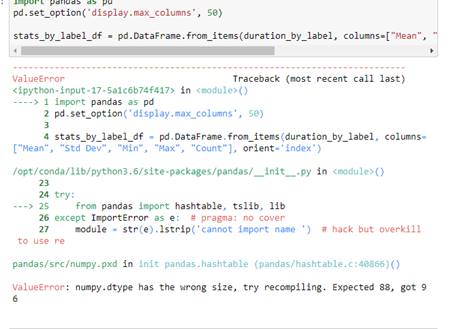 import pandas as pd
pd.set_option('display.max_columns', 50)
stats_by_label_df = pd.DataFrame.from_items(duration_by_label, columns=["Mean", "
---------------------------------------------------------------------------
ValueError Traceback (most recent call last)
<ipython-input-17-5a1c6b74f417> in <module>()
----> 1 import pandas as pd
2 pd.set_option('display.max_columns', 50)
3
4 stats_by_label_df = pd.DataFrame.from_items(duration_by_label, columns=
["Mean", "Std Dev", "Min", "Max", "Count"], orient='index')
/opt/conda/lib/python3.6/site-packages/pandas/__init__.py in <module>()
23
24 try:
---> 25 from pandas import hashtable, tslib, lib
26 except ImportError as e: # pragma: no cover
27 module = str(e).lstrip('cannot import name ') # hack but overkill
to use re
pandas/src/numpy.pxd in init pandas.hashtable (pandas/hashtable.c:40866)()
ValueError: numpy.dtype has the wrong size, try recompiling. Expected 88, got 9
6